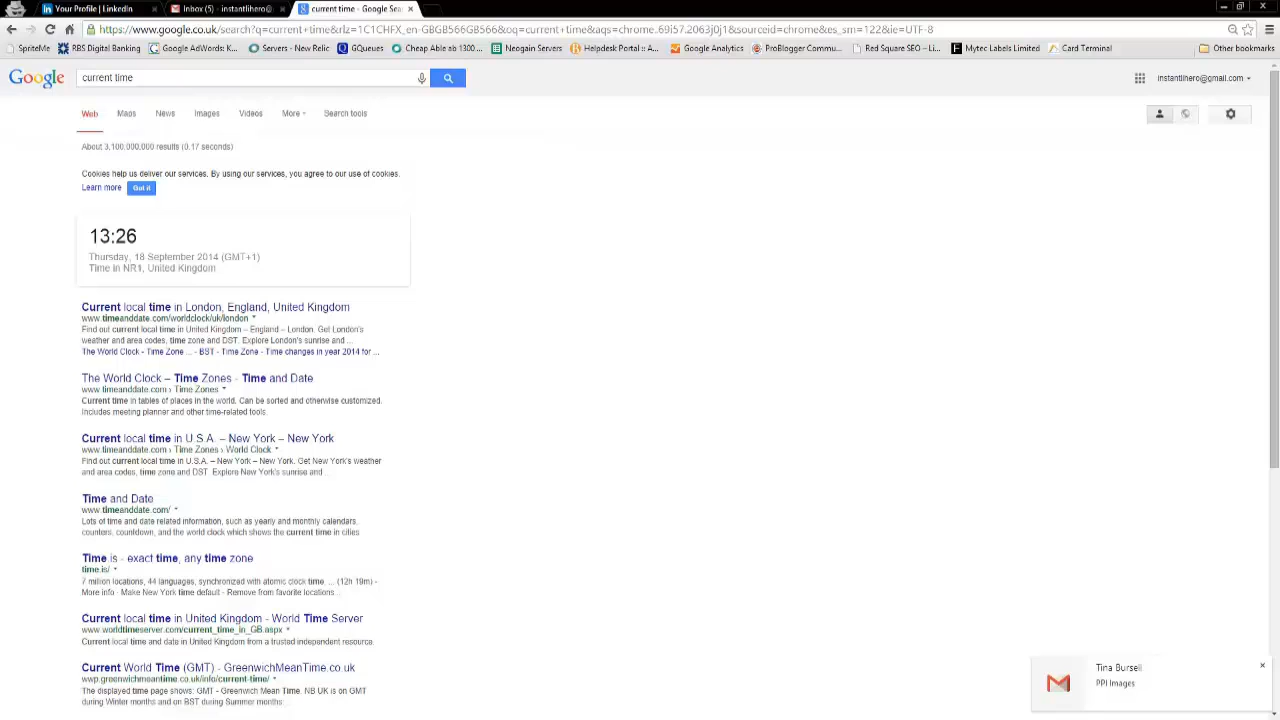 Your Profile | LinkedIn
Inbox (5) - instantlihero@
current time - Google Sea
https://www.google.co.uk/search?q=current+time&rlz=1C1CHFX_en-GBGB566GB566&oq=current+time&aqs=chrome..69i57.2063j0j1&sourceid=chrome&es_sm=122&ie=UTF-8
SpriteMe
RBS Digital Banking
Google AdWords: K...
Servers - New Relic
GQueues
Cheap Able ab 1300...
Neogain Servers
Helpdesk Portal :: A...
Google Analytics
ProBlogger Commu...
Red Square SEO – L...
Mytec Labels Limited
Card Terminal
Other bookmarks
Google
current time
instantlihero@gmail.com
Web
Maps
News
Images
Videos
More
Search tools
About 3,100,000,000 results (0.17 seconds)
Cookies help us deliver our services. By using our services, you agree to our use of cookies.
Learn more
Got it
13:26
Thursday, 18 September 2014 (GMT+1)
Time in NR1, United Kingdom
Current local time in London, England, United Kingdom
www.timeanddate.com/worldclock/uk/london
Find out current local time in United Kingdom – England – London. Get London's
weather and area codes, time zone and DST. Explore London's sunrise and ...
The World Clock - Time Zone ... - BST - Time Zone - Time changes in year 2014 for ...
The World Clock – Time Zones - Time and Date
www.timeanddate.com › Time Zones
Current time in tables of places in the world. Can be sorted and otherwise customized.
Includes meeting planner and other time-related tools.
Current local time in U.S.A. – New York – New York
www.timeanddate.com › Time Zones › World Clock
Find out current local time in U.S.A. – New York – New York. Get New York's weather
and area codes, time zone and DST. Explore New York's sunrise and ...
Time and Date
www.timeanddate.com/
Lots of time and date related information, such as yearly and monthly calendars,
counters, countdown, and the world clock which shows the current time in cities
Time.is - exact time, any time zone
time.is/
7 million locations, 44 languages, synchronized with atomic clock time. ... (12h 19m) -
More info - Make New York time default - Remove from favorite locations ...
Current local time in United Kingdom - World Time Server
www.worldtimeserver.com/current_time_in_GB.aspx
Current local time and date in United Kingdom from a trusted independent resource.
Current World Time (GMT) - GreenwichMeanTime.co.uk
wwp.greenwichmeantime.co.uk/info/current-time/
The displayed time page shows: GMT - Greenwich Mean Time. NB UK is on GMT
during Winter months and on BST during Summer months.
Tina Bursell
PPI Images